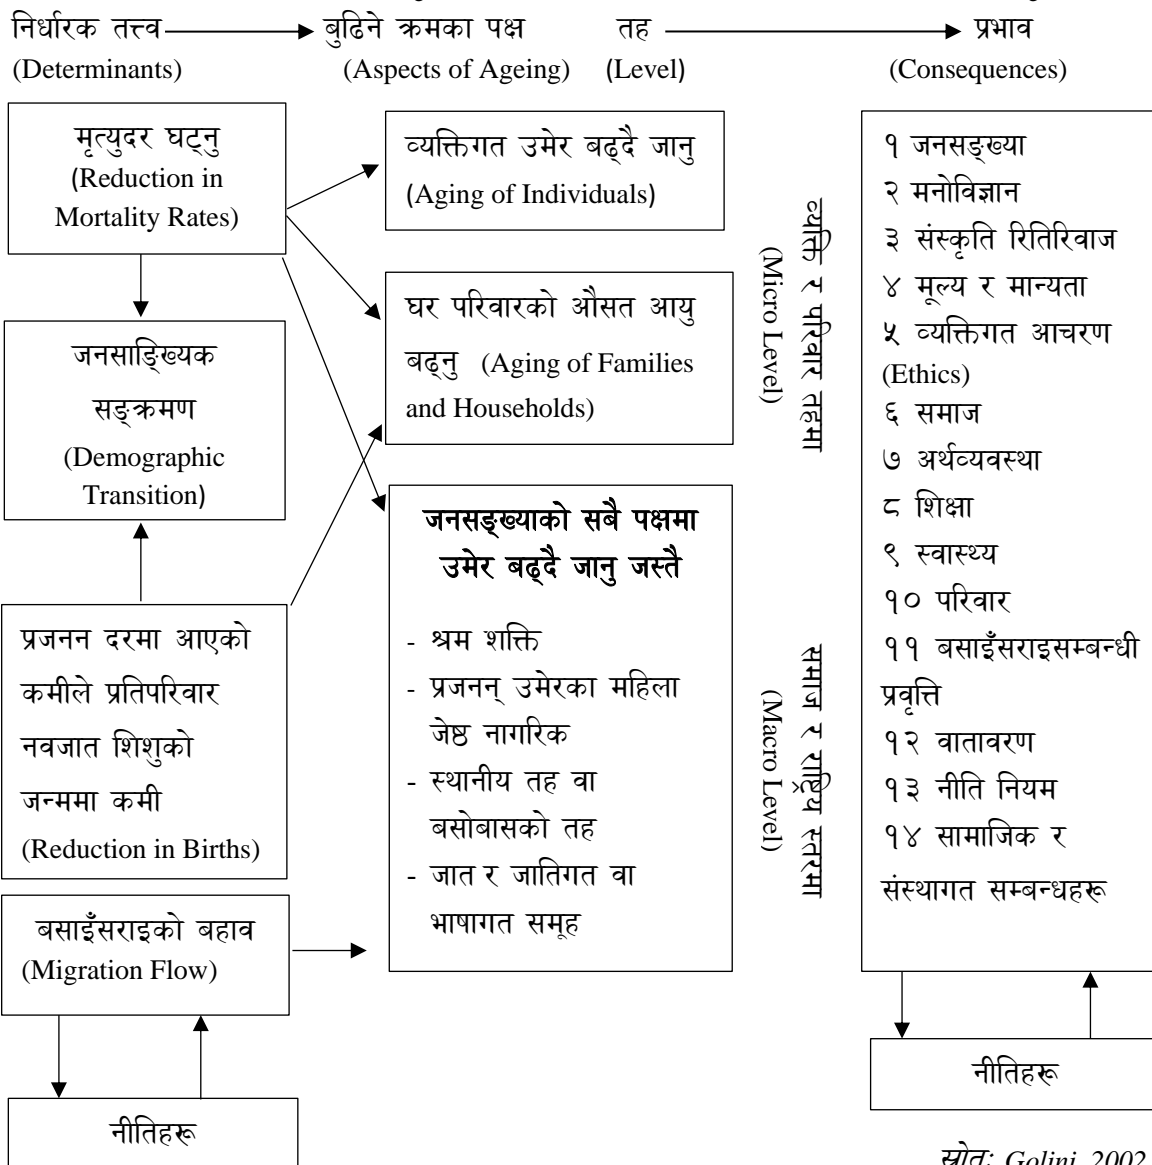 निर्धारक तत्त्व बुढिने क्रमका पक्ष तह प्रभाव
(Determinants) (Aspects of Ageing) (Level) (Consequences)
मृत्युदर घट्नु
(Reduction in
Mortality Rates)
जनसाङ्ख्यिक
सङ्क्रमण
(Demographic
Transition)
प्रजनन दरमा आएको
कमीले प्रतिपरिवार
नवजात शिशुको
जन्ममा कमी
(Reduction in Births)
बसाइँसराइको बहाव
(Migration Flow)
नीतिहरू
व्यक्तिगत उमेर बढ्दै जानु
(Aging of Individuals)
घर परिवारको औसत आयु
बढ्नु (Aging of Families
and Households)
जनसङ्ख्याको सबै पक्षमा
उमेर बढ्दै जानु जस्तै
- श्रम शक्ति
- प्रजनन् उमेरका महिला
जेष्ठ नागरिक
- स्थानीय तह वा
बसोबासको तह
- जात र जातिगत वा
भाषागत समूह
व्यक्ति र परिवार तहमा
(Micro Level)
समाज र राष्ट्रिय स्तरमा
(Macro Level)
१ जनसङ्ख्या
२ मनोविज्ञान
३ संस्कृति रितिरिवाज
४ मूल्य र मान्यता
५ व्यक्तिगत आचरण
(Ethics)
६ समाज
७ अर्थव्यवस्था
८ शिक्षा
९ स्वास्थ्य
१० परिवार
११ बसाइँसराइसम्बन्धी
प्रवृत्ति
१२ वातावरण
१३ नीति नियम
१४ सामाजिक र
संस्थागत सम्बन्धहरू
नीतिहरू
स्रोत: Golini, 2002